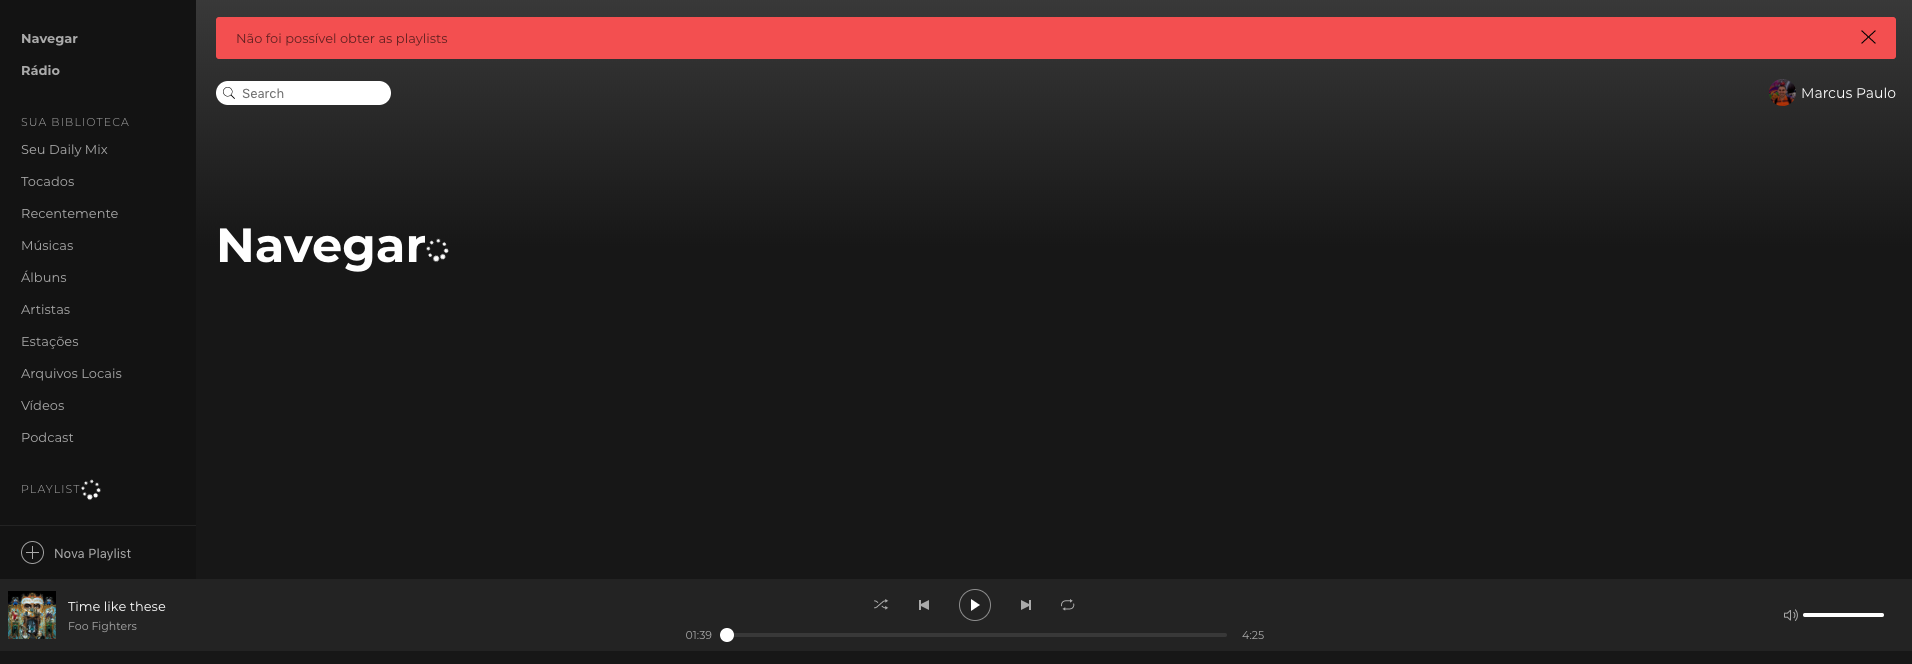 Navegar
Rádio
SUA BIBLIOTECA
Seu Daily Mix
Tocados
Recentemente
Músicas
Álbuns
Artistas
Estações
Arquivos Locais
Vídeos
Podcast
PLAYLIST
Nova Playlist
Não foi possível obter as playlists
Search
Marcus Paulo
Navegar
Time like these
Foo Fighters
01:39
4:25